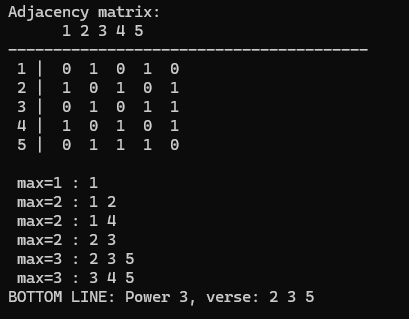 Adjacency matrix:
1 2 3 4 5
----------------------------------------
1 | 0 1 0 1 0
2 | 1 0 1 0 1
3 | 0 1 0 1 1
4 | 1 0 1 0 1
5 | 0 1 1 1 0
max=1 : 1
max=2 : 1 2
max=2 : 1 4
max=2 : 2 3
max=3 : 2 3 5
max=3 : 3 4 5
BOTTOM LINE: Power 3, verse: 2 3 5